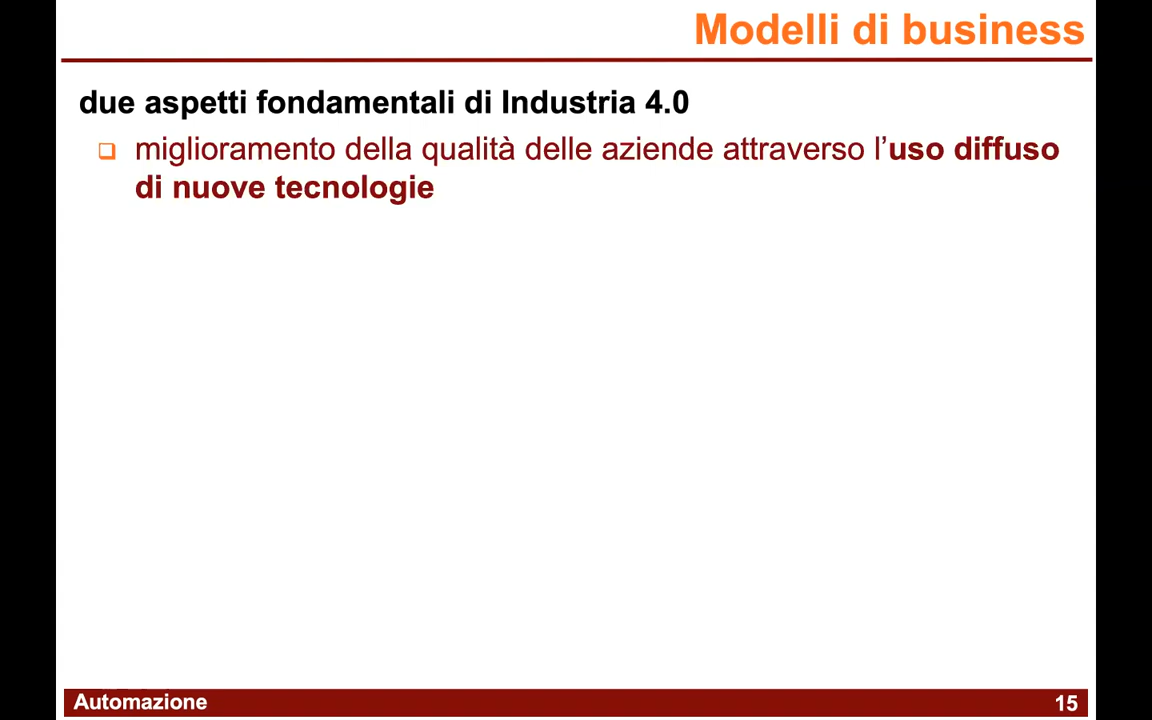 Modelli di business
due aspetti fondamentali di Industria 4.0
miglioramento della qualità delle aziende attraverso l’uso diffuso
di nuove tecnologie
Automazione
15